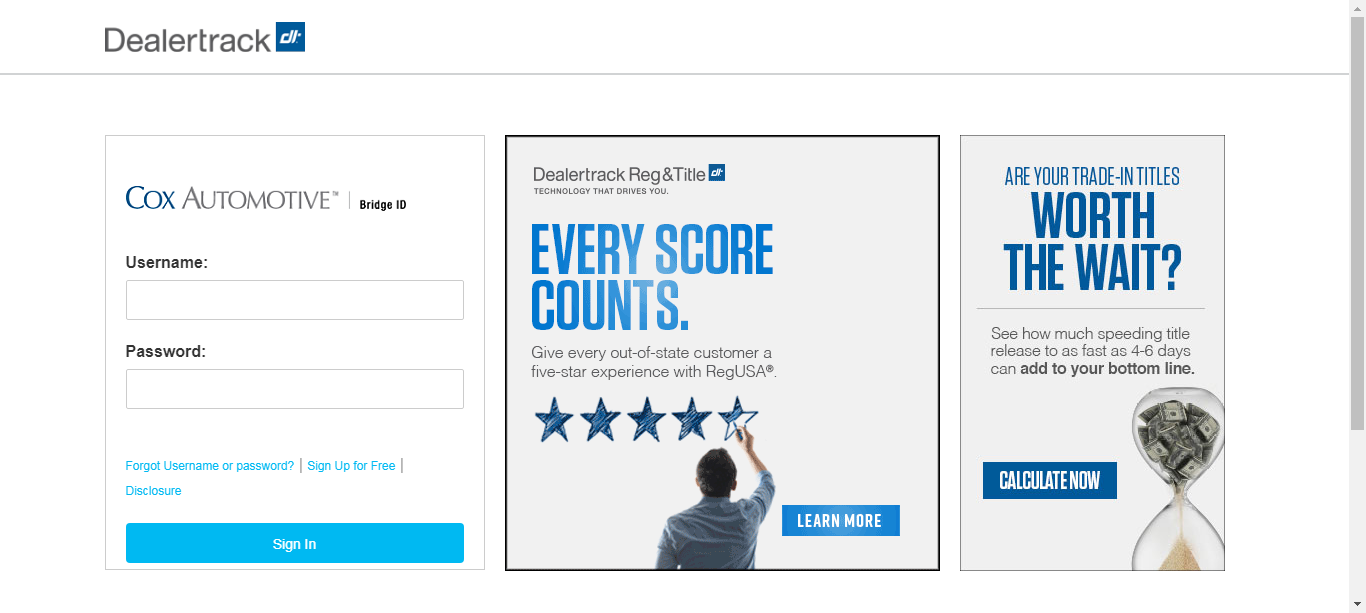 Dealertrack dt
COX AUTOMOTIVE™ | Bridge ID
Username:
Password:
Forgot Username or password? | Sign Up for Free |
Disclosure
Sign In
Dealertrack Reg&Title dt
TECHNOLOGY THAT DRIVES YOU.
EVERY SCORE
COUNTS.
Give every out-of-state customer a
five-star experience with RegUSA®.
LEARN MORE
ARE YOUR TRADE-IN TITLES
WORTH
THE WAIT?
See how much speeding title
release to as fast as 4-6 days
can add to your bottom line.
CALCULATE NOW